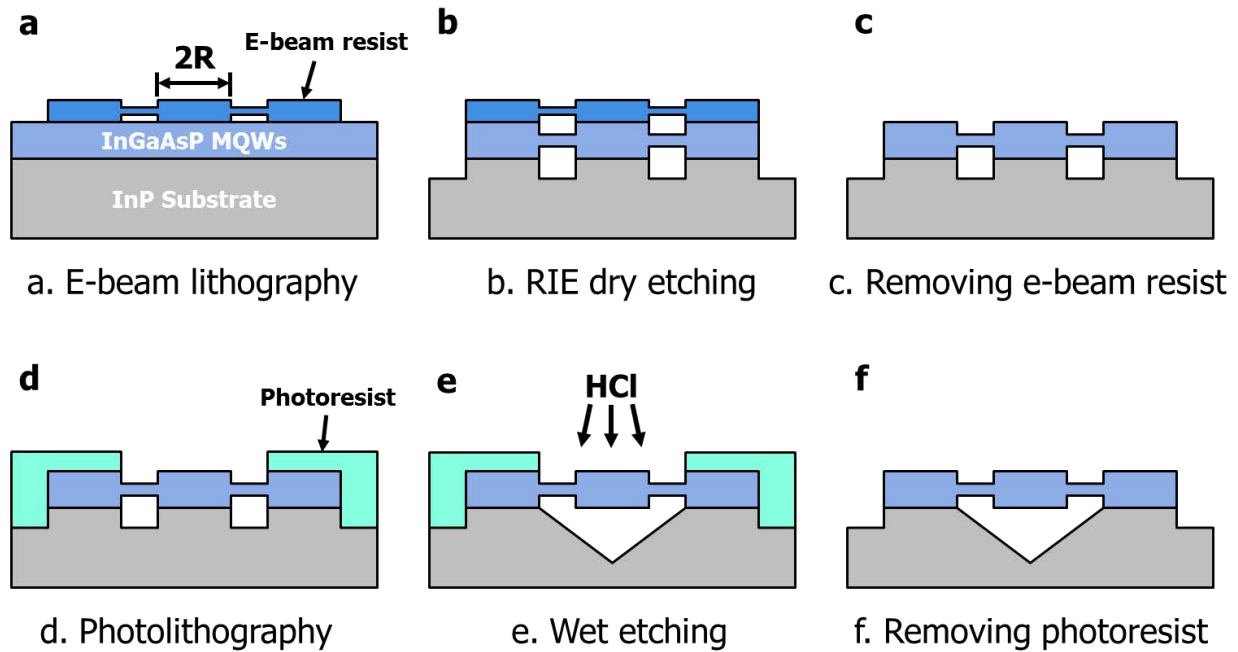 a
E-beam resist
2R
InGaAsP MQWs
InP Substrate
a. E-beam lithography
b
b. RIE dry etching
c
c. Removing e-beam resist
d
Photoresist
d. Photolithography
e
HCl
e. Wet etching
f
f. Removing photoresist